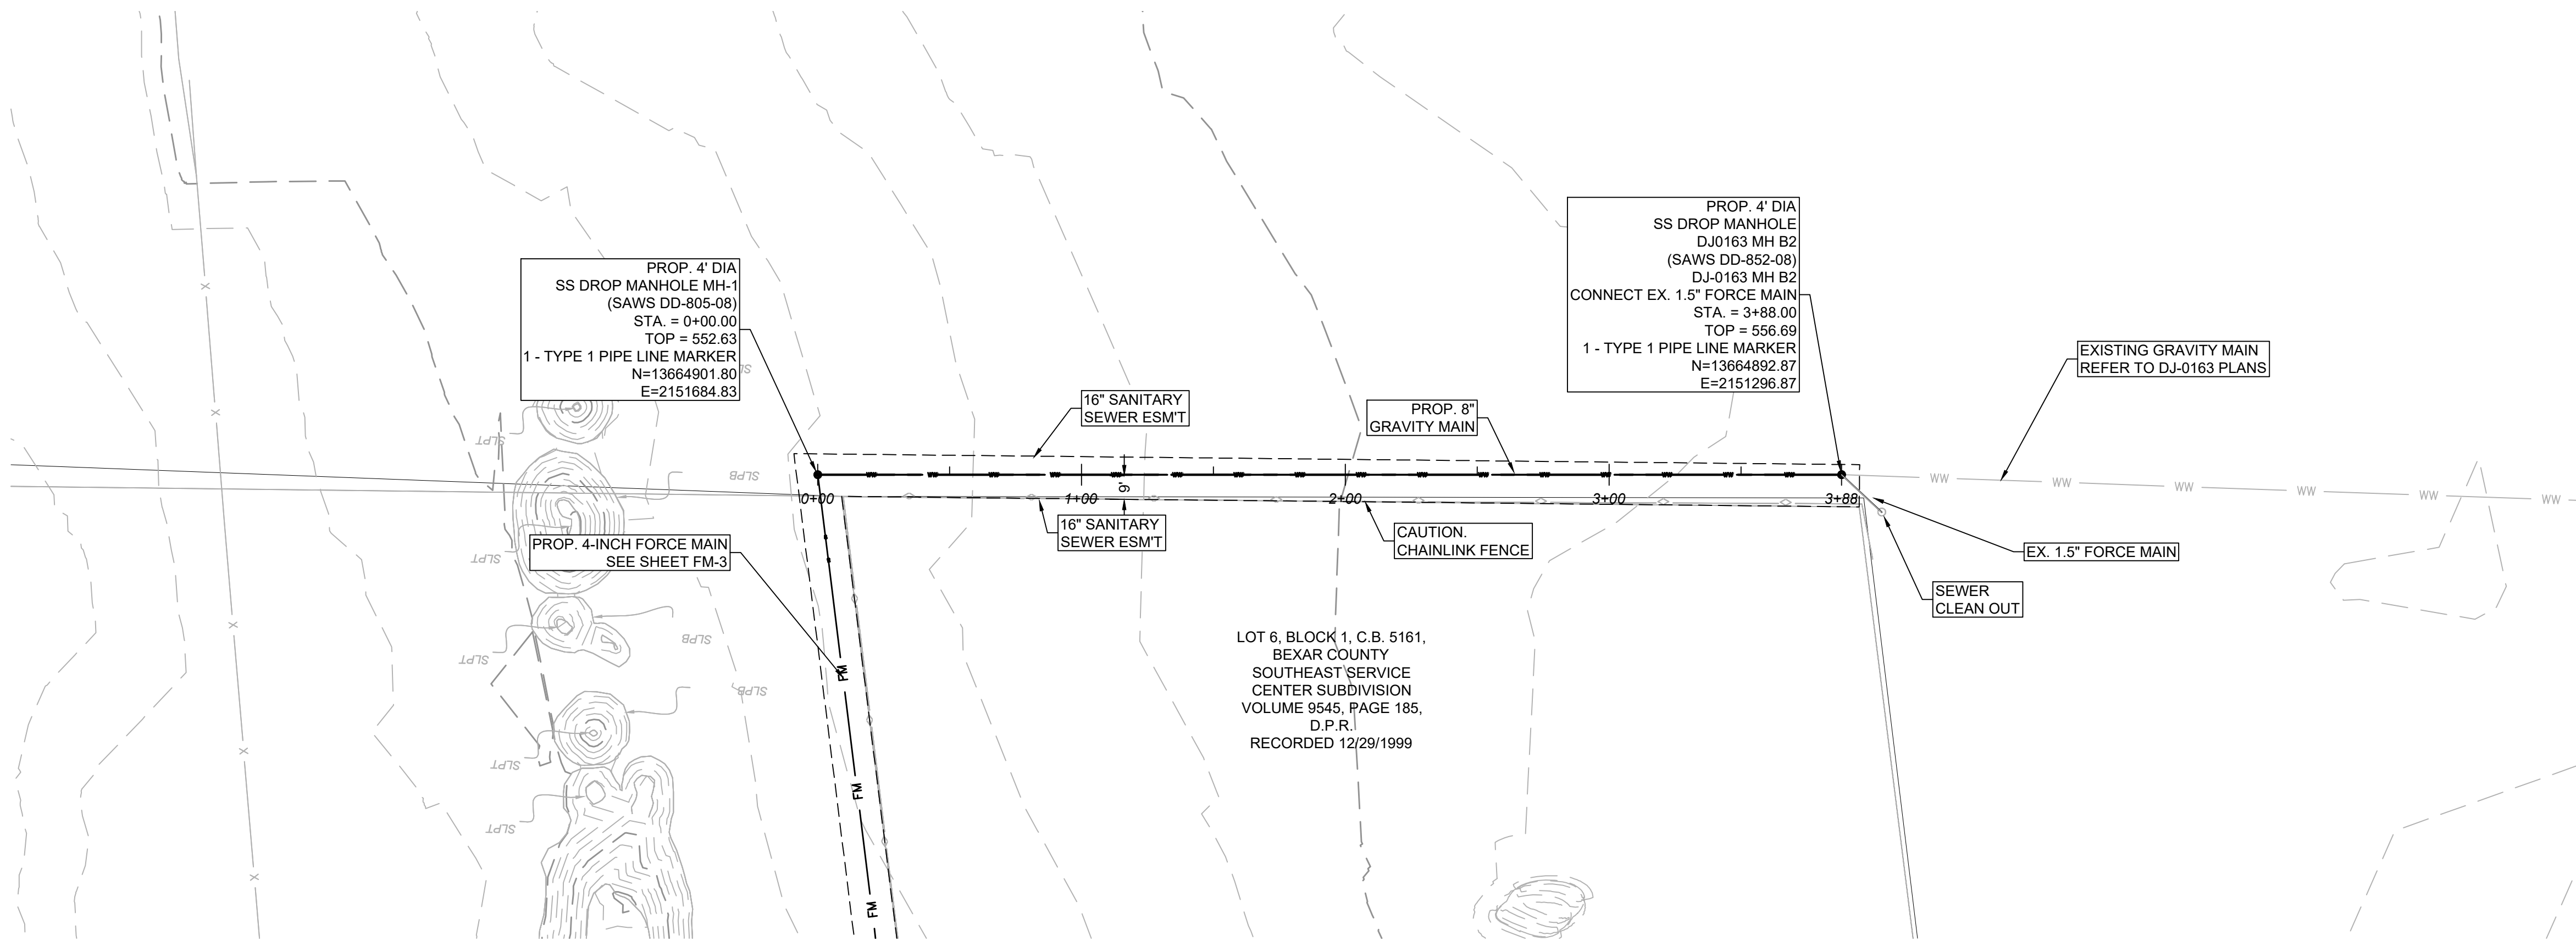 PROP. 4' DIA
SS DROP MANHOLE MH-1
(SAWS DD-805-08)
STA. = 0+00.00
TOP = 552.63
1 - TYPE 1 PIPE LINE MARKER
N=13664901.80
E=2151684.83
PROP. 4' DIA
SS DROP MANHOLE
DJ0163 MH B2
(SAWS DD-852-08)
DJ-0163 MH B2
CONNECT EX. 1.5" FORCE MAIN
STA. = 3+88.00
TOP = 556.69
1 - TYPE 1 PIPE LINE MARKER
N=13664892.87
E=2151296.87
EXISTING GRAVITY MAIN
REFER TO DJ-0163 PLANS
16" SANITARY
SEWER ESM'T
PROP. 8"
GRAVITY MAIN
9'
0+00
1+00
2+00
3+00
3+88
WW
WW
WW
WW
WW
WW
16" SANITARY
SEWER ESM'T
CAUTION.
CHAINLINK FENCE
EX. 1.5" FORCE MAIN
SEWER
CLEAN OUT
PROP. 4-INCH FORCE MAIN
SEE SHEET FM-3
LOT 6, BLOCK 1, C.B. 5161,
BEXAR COUNTY
SOUTHEAST SERVICE
CENTER SUBDIVISION
VOLUME 9545, PAGE 185,
D.P.R.
RECORDED 12/29/1999
FM
FM
FM
SLPT
SLPB
SLPT
SLPB
SLPT
SLPB
SLPT
SLPT
X
X
X
X
X